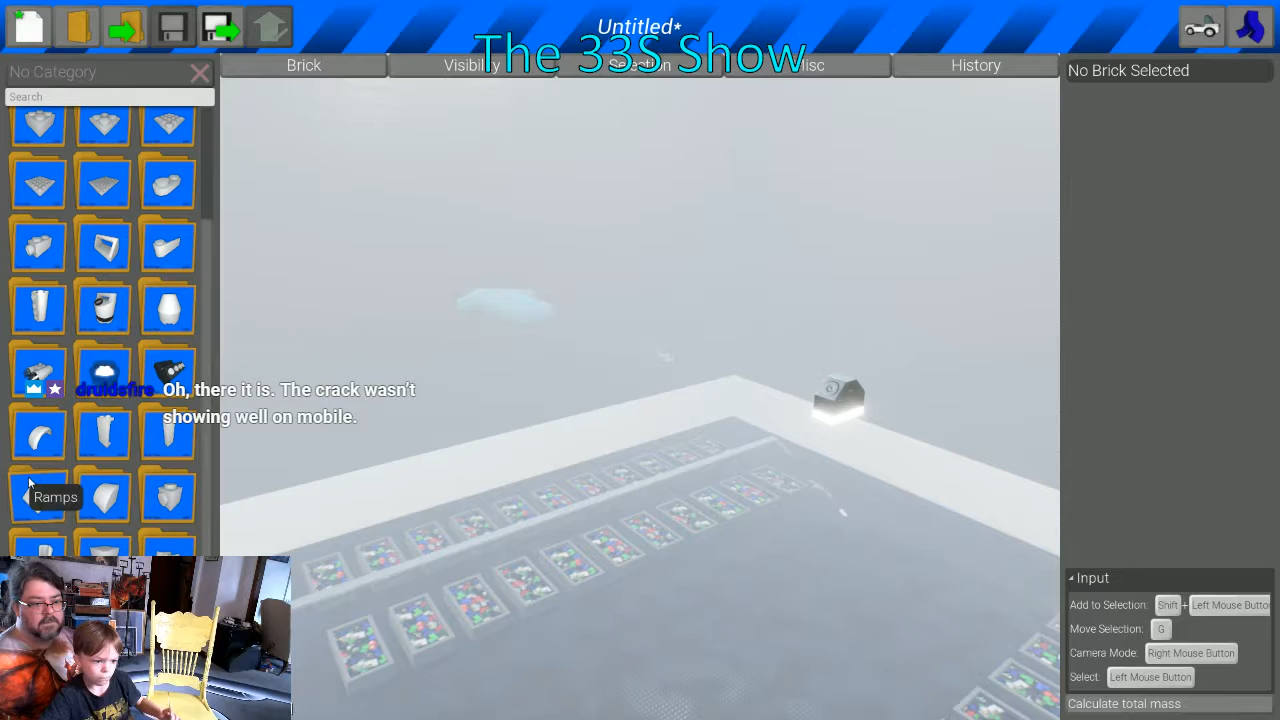 Untitled*
The 33S Show
No Category
Search
Brick
Visibility
Selection
Misc
History
No Brick Selected
druidsfire Oh, there it is. The crack wasn't
showing well on mobile.
Ramps
Input
Add to Selection: Shift + Left Mouse Button
Move Selection: G
Camera Mode: Right Mouse Button
Select: Left Mouse Button
Calculate total mass